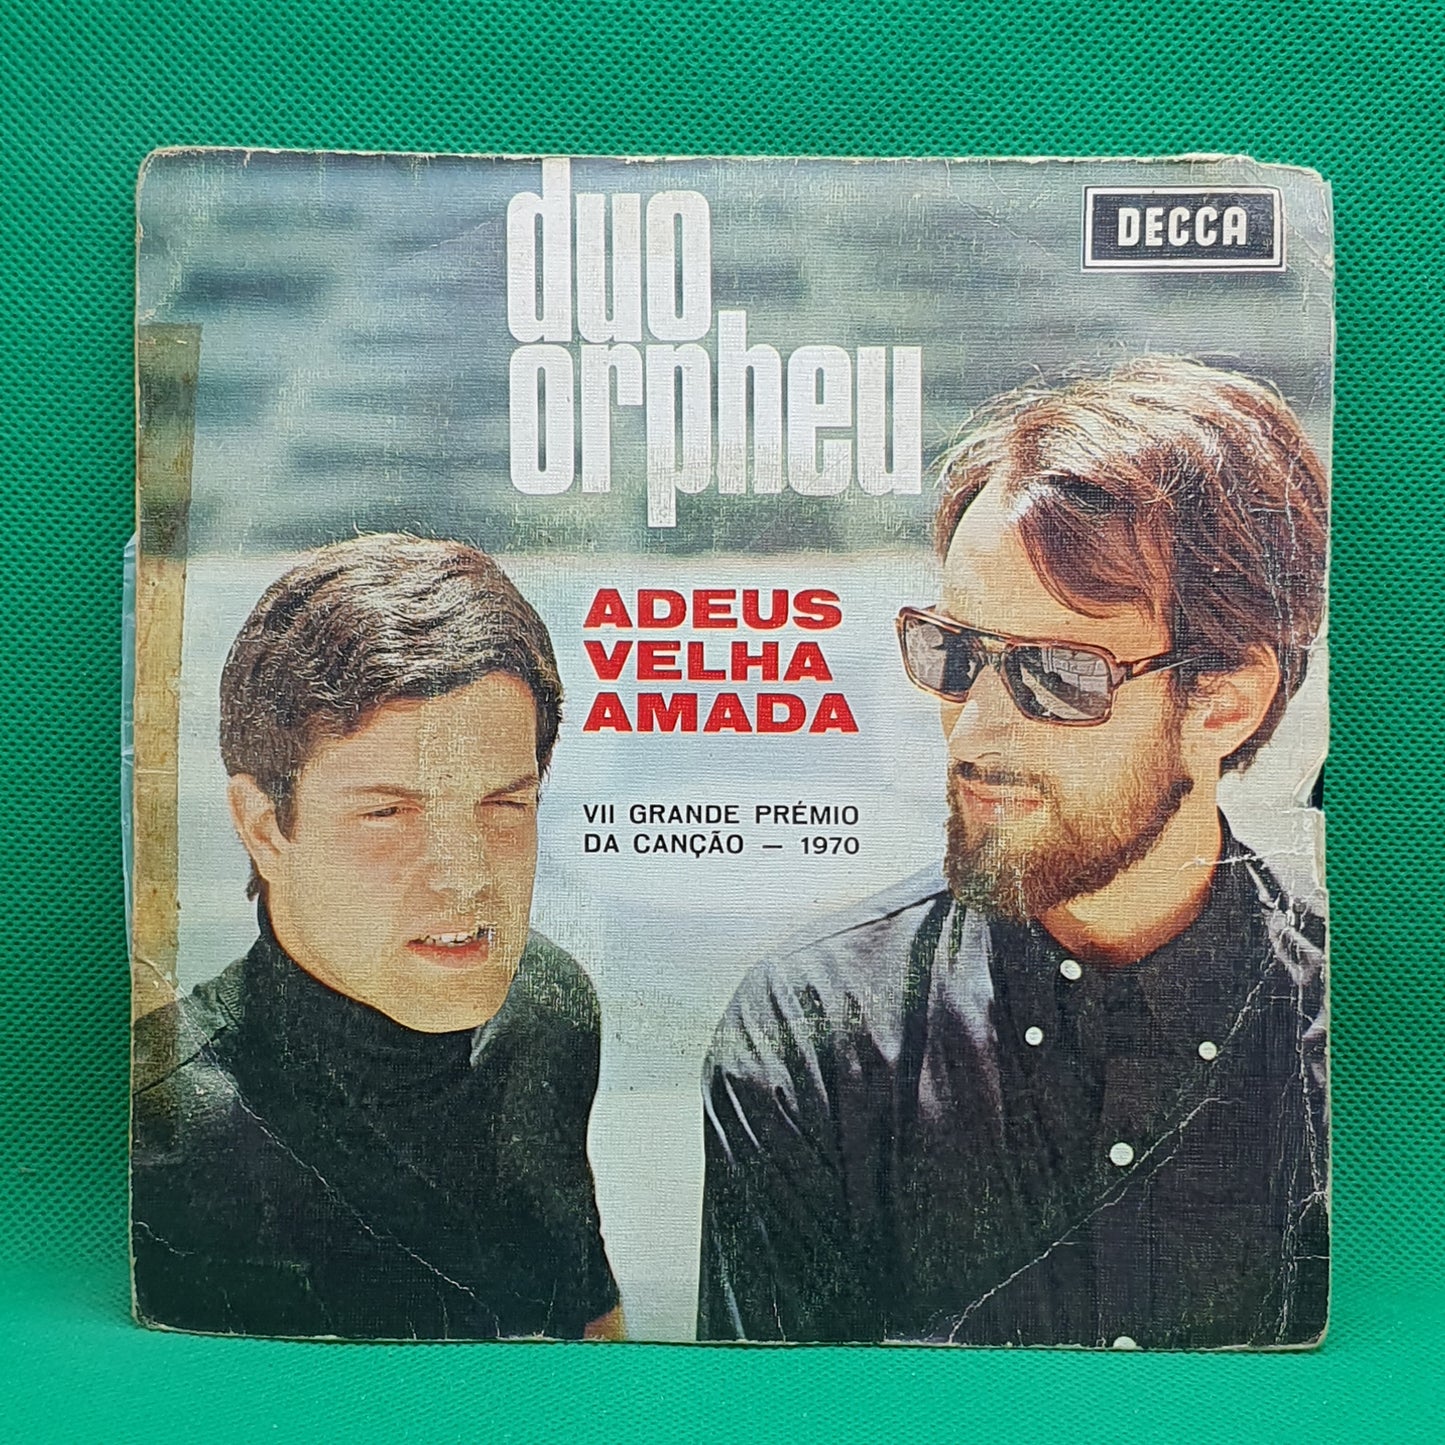 duo
orpheu
DECCA
ADEUS
VELHA
AMADA
VII GRANDE PRÉMIO
DA CANÇÃO — 1970